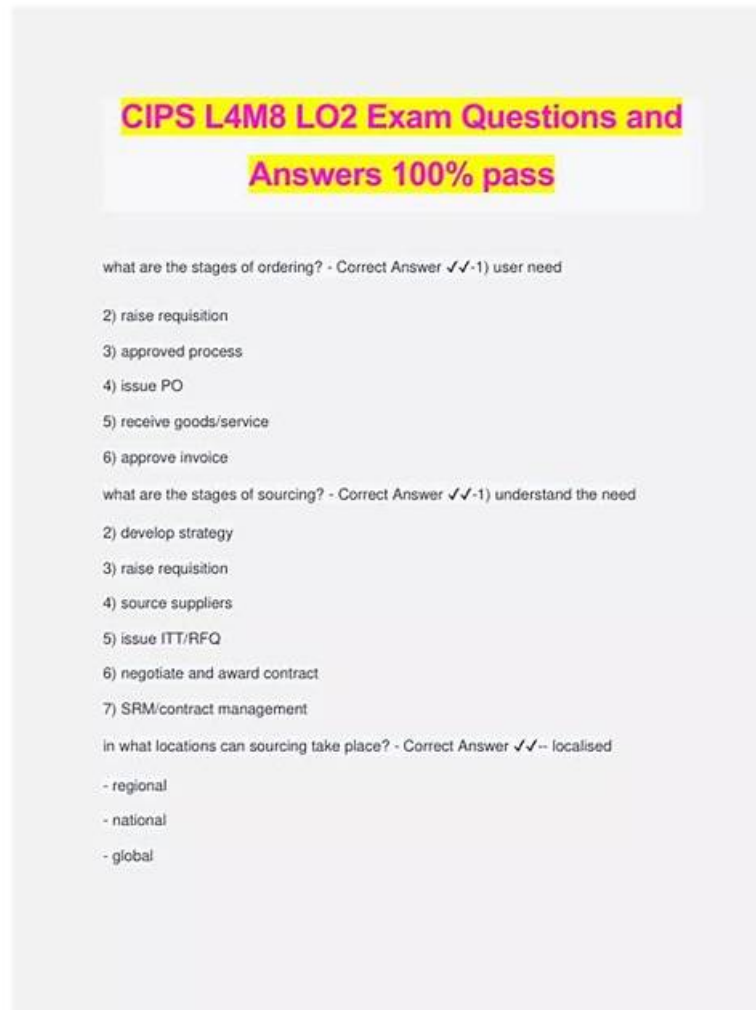 CIPS L4M8 LO2 Exam Questions and
Answers 100% pass
what are the stages of ordering? - Correct Answer ✓✓-1) user need
2) raise requisition
3) approved process
4) issue PO
5) receive goods/service
6) approve invoice
what are the stages of sourcing? - Correct Answer ✓✓-1) understand the need
2) develop strategy
3) raise requisition
4) source suppliers
5) issue ITT/RFQ
6) negotiate and award contract
7) SRM/contract management
in what locations can sourcing take place? - Correct Answer ✓✓-- localised
- regional
- national
- global